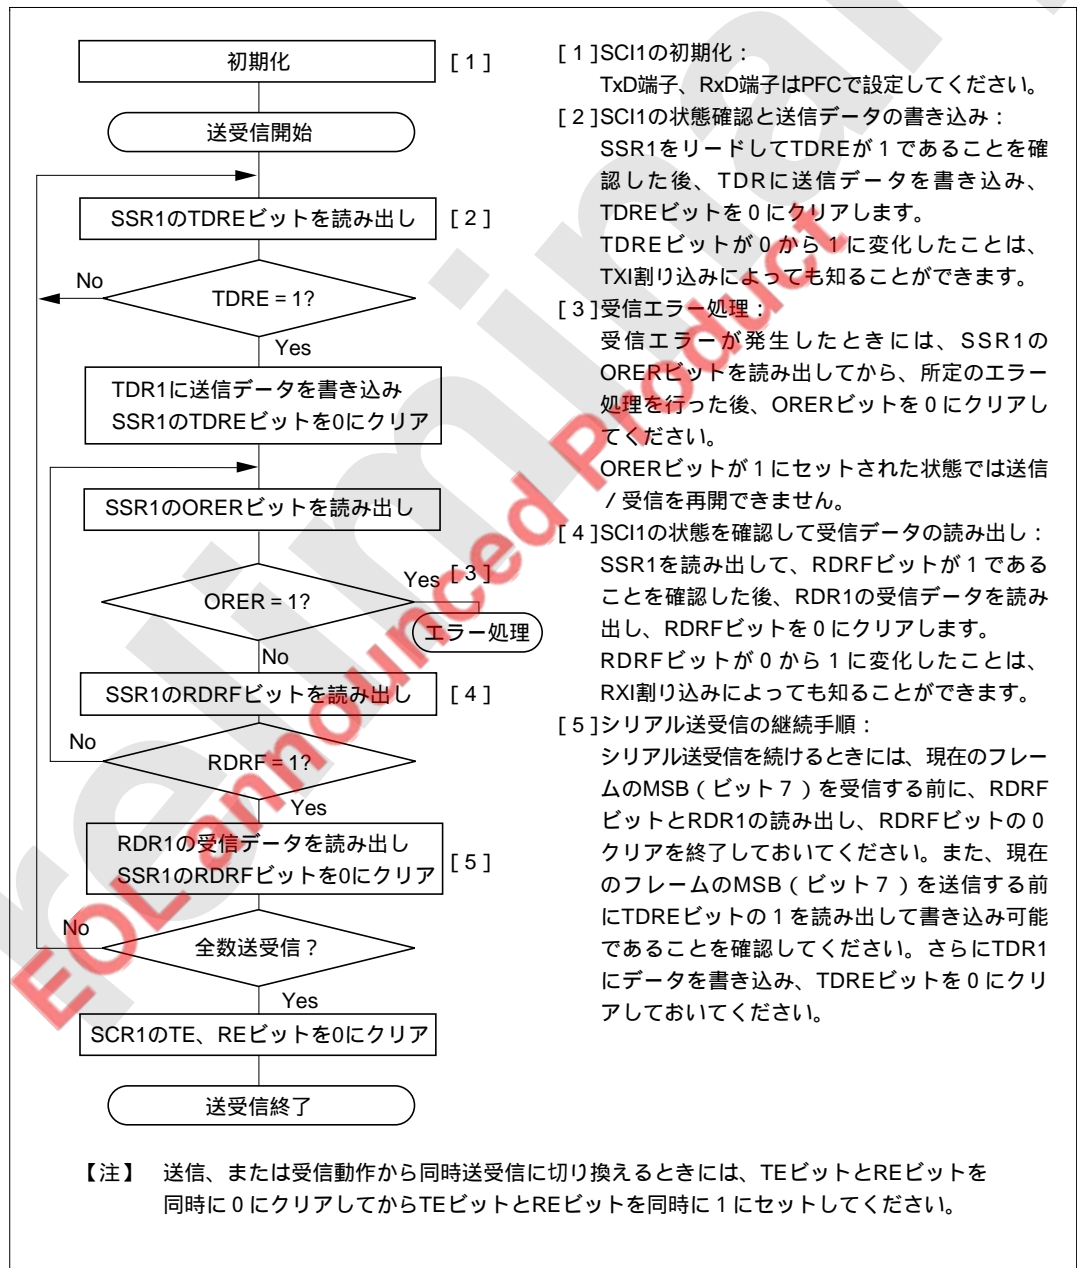 初期化
[1]
送受信開始
SSR1のTDREビットを読み出し
[2]
No
TDRE = 1?
Yes
TDR1に送信データを書き込み
SSR1のTDREビットを0にクリア
SSR1のORERビットを読み出し
Yes
[3]
ORER = 1?
エラー処理
No
SSR1のRDRFビットを読み出し
[4]
No
RDRF = 1?
Yes
RDR1の受信データを読み出し
SSR1のRDRFビットを0にクリア
[5]
No
全数送受信？
Yes
SCR1のTE、REビットを0にクリア
送受信終了
[1]SCI1の初期化：
TxD端子、RxD端子はPFCで設定してください。
[2]SCI1の状態確認と送信データの書き込み：
SSR1をリードしてTDREが1であることを確
認した後、TDRに送信データを書き込み、
TDREビットを0にクリアします。
TDREビットが0から1に変化したことは、
TXI割り込みによっても知ることができます。
[3]受信エラー処理：
受信エラーが発生したときには、SSR1の
ORERビットを読み出してから、所定のエラー
処理を行った後、ORERビットを0にクリアし
てください。
ORERビットが1にセットされた状態では送信
/受信を再開できません。
[4]SCI1の状態を確認して受信データの読み出し：
SSR1を読み出して、RDRFビットが1である
ことを確認した後、RDR1の受信データを読み
出し、RDRFビットを0にクリアします。
RDRFビットが0から1に変化したことは、
RXI割り込みによっても知ることができます。
[5]シリアル送受信の継続手順：
シリアル送受信を続けるときには、現在のフレー
ムのMSB（ビット7）を受信する前に、RDRF
ビットとRDR1の読み出し、RDRFビットの0
クリアを終了しておいてください。また、現在
のフレームのMSB（ビット7）を送信する前
にTDREビットの1を読み出して書き込み可能
であることを確認してください。さらにTDR1
にデータを書き込み、TDREビットを0にクリ
アしておいてください。
【注】 送信、または受信動作から同時送受信に切り換えるときには、TEビットとREビットを
同時に0にクリアしてからTEビットとREビットを同時に1にセットしてください。
EOL announced Product
relimina